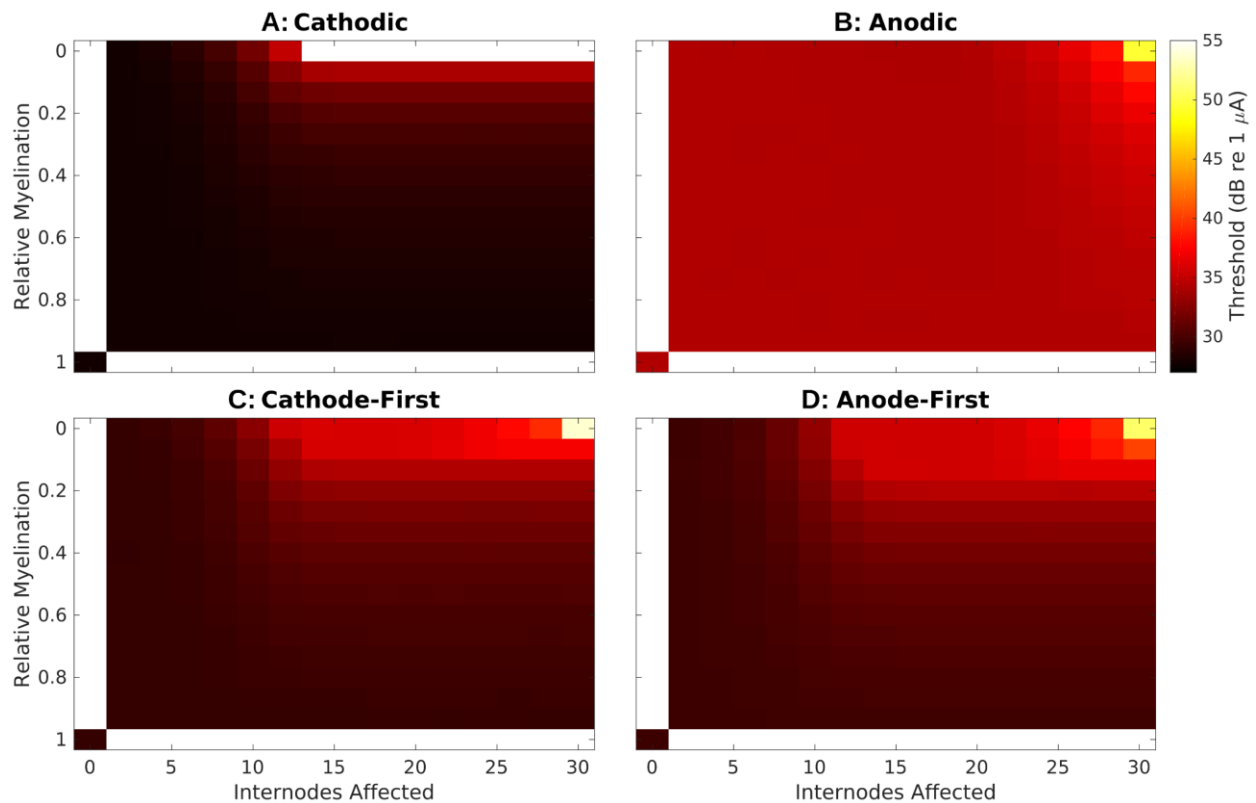 A: Cathodic
B: Anodic
0
0.2
0.4
0.6
0.8
1
Relative Myelination
55
50
45
40
35
30
Threshold (dB re 1 μA)
C: Cathode-First
D: Anode-First
0
0.2
0.4
0.6
0.8
1
Relative Myelination
0 5 10 15 20 25 30
Internodes Affected
0 5 10 15 20 25 30
Internodes Affected